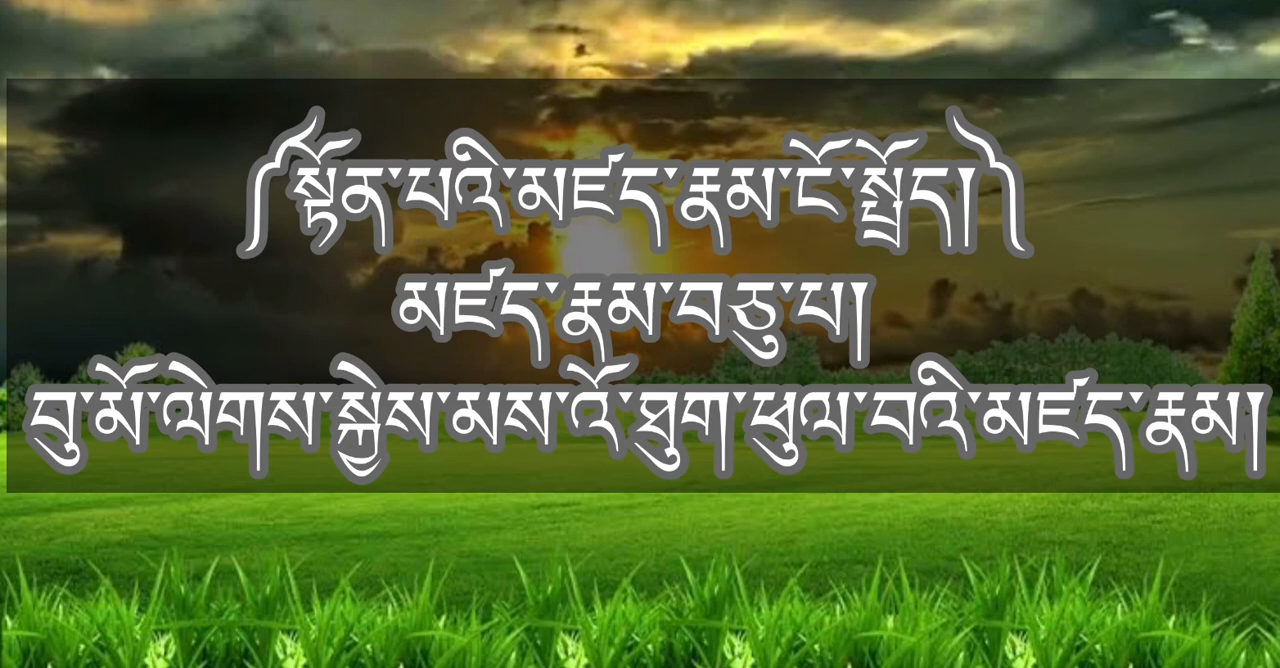 ༼སྟོན་པའི་མཛད་རྣམ་ངོ་སྤྲོད།༽
མཛད་རྣམ་བཅུ་པ།
བུ་མོ་ལེགས་སྐྱེས་མས་འོ་ཐུག་ཕུལ་བའི་མཛད་རྣམ།